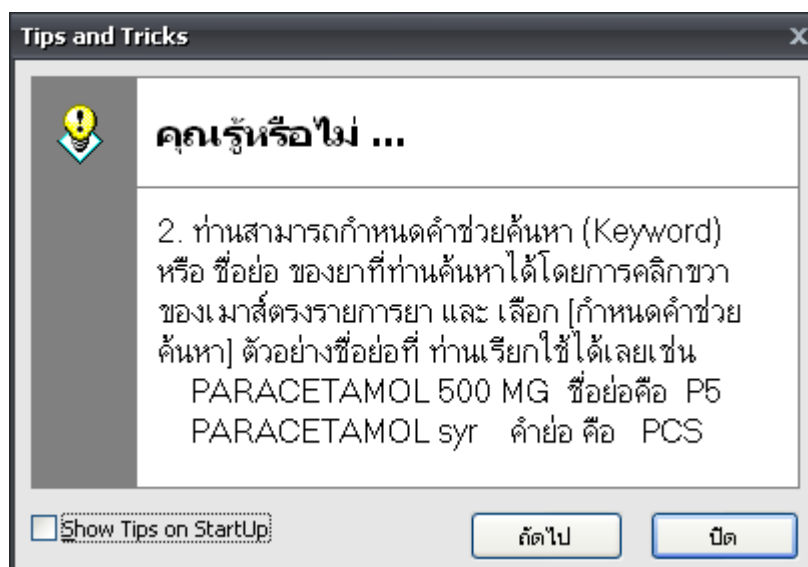 Tips and Tricks
คุณรู้หรือไม่ ...
2. ท่านสามารถกำหนดคำช่วยค้นหา (Keyword)
หรือ ชื่อย่อ ของยาที่ท่านค้นหาได้โดยการคลิกขวา
ของเมาส์ตรงรายการยา และ เลือก [กำหนดคำช่วย
ค้นหา] ตัวอย่างชื่อย่อที่ ท่านเรียกใช้ได้เลยเช่น
PARACETAMOL 500 MG ชื่อย่อคือ P5
PARACETAMOL syr คำย่อ คือ PCS
Show Tips on StartUp
ถัดไป
ปิด